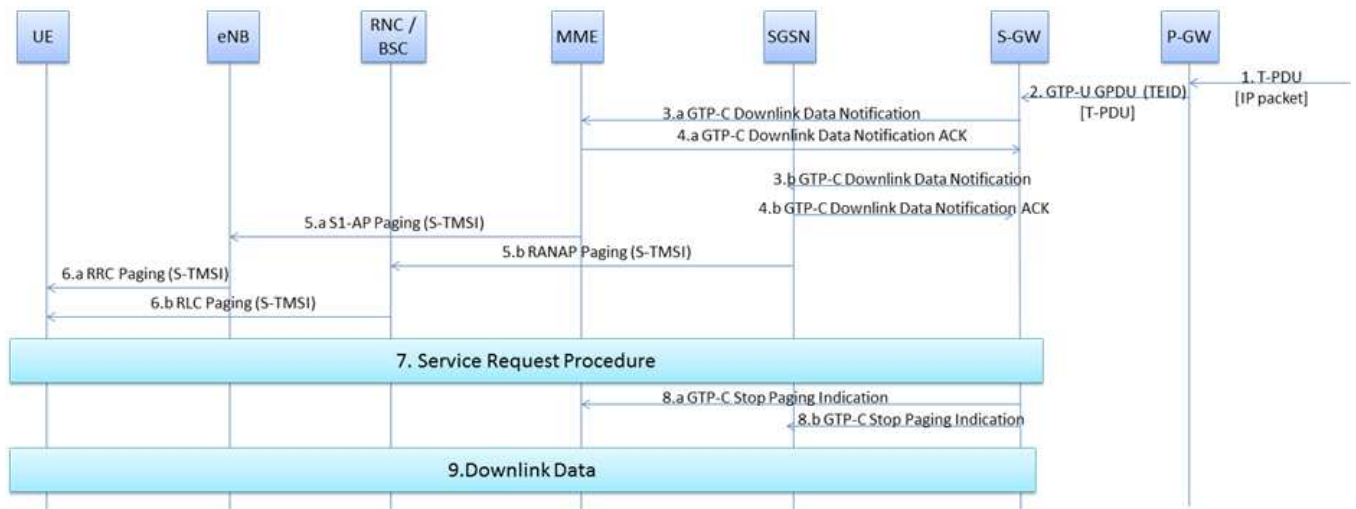 UE
eNB
RNC /
BSC
MME
SGSN
S-GW
P-GW
1. T-PDU
[IP packet]
2. GTP-U GPDU (TEID)
[T-PDU]
3.a GTP-C Downlink Data Notification
4.a GTP-C Downlink Data Notification ACK
3.b GTP-C Downlink Data Notification
4.b GTP-C Downlink Data Notification ACK
5.a S1-AP Paging (S-TMSI)
5.b RANAP Paging (S-TMSI)
6.a RRC Paging (S-TMSI)
6.b RLC Paging (S-TMSI)
7. Service Request Procedure
8.a GTP-C Stop Paging Indication
8.b GTP-C Stop Paging Indication
9.Downlink Data